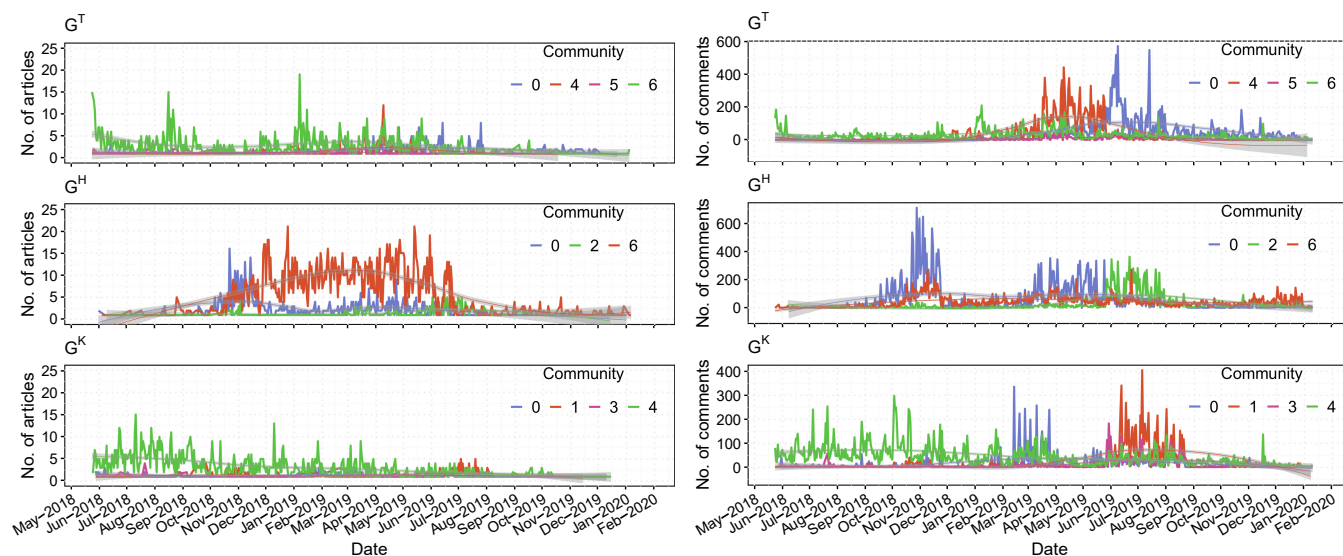 G^T
No. of articles
25
20
15
10
5
0
Community
0 4 5 6
G^H
No. of articles
25
20
15
10
5
0
Community
0 2 6
G^K
No. of articles
25
20
15
10
5
0
Community
0 1 3 4
May–2018
Jun–2018
Jul–2018
Aug–2018
Sep–2018
Oct–2018
Nov–2018
Dec–2018
Jan–2019
Feb–2019
Mar–2019
Apr–2019
May–2019
Jun–2019
Jul–2019
Aug–2019
Sep–2019
Oct–2019
Nov–2019
Dec–2019
Jan–2020
Feb–2020
Date
G^T
No. of comments
600
400
200
0
Community
0 4 5 6
G^H
No. of comments
600
400
200
0
Community
0 2 6
G^K
No. of comments
400
300
200
100
0
Community
0 1 3 4
May–2018
Jun–2018
Jul–2018
Aug–2018
Sep–2018
Oct–2018
Nov–2018
Dec–2018
Jan–2019
Feb–2019
Mar–2019
Apr–2019
May–2019
Jun–2019
Jul–2019
Aug–2019
Sep–2019
Oct–2019
Nov–2019
Dec–2019
Jan–2020
Feb–2020
Date